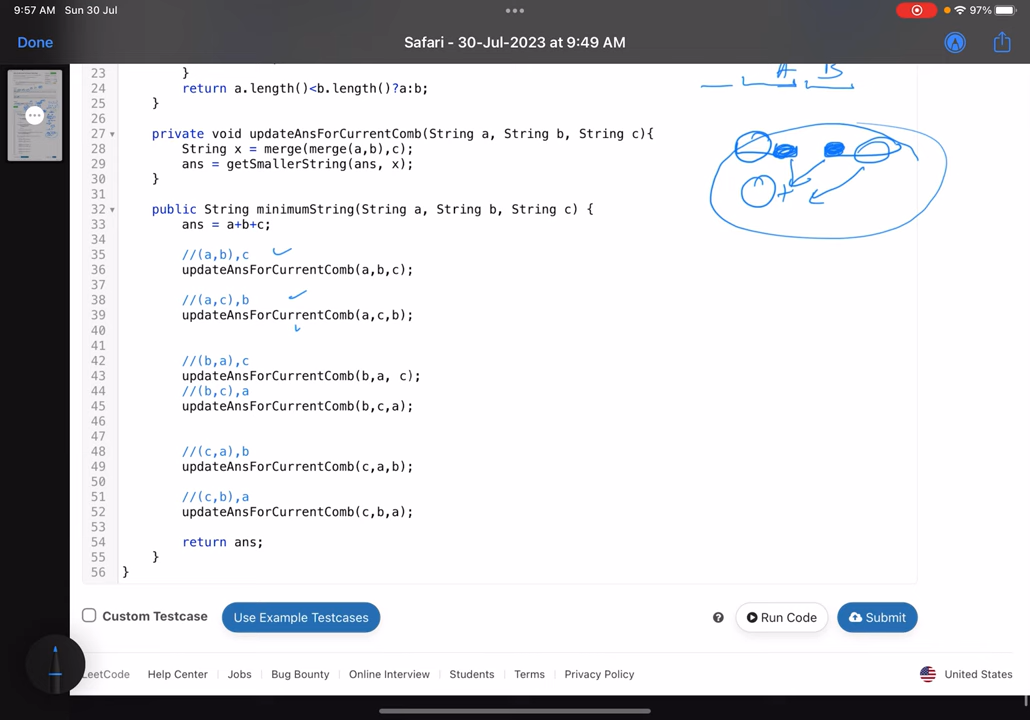 9:57 AM Sun 30 Jul
97%
Done
Safari - 30-Jul-2023 at 9:49 AM
A B
23 }
24 return a.length()<b.length()?a:b;
25 }
26
27 private void updateAnsForCurrentComb(String a, String b, String c){
28 String x = merge(merge(a,b),c);
29 ans = getSmallerString(ans, x);
30 }
31
32 public String minimumString(String a, String b, String c) {
33 ans = a+b+c;
34
35 //(a,b),c
36 updateAnsForCurrentComb(a,b,c);
37
38 //(a,c),b
39 updateAnsForCurrentComb(a,c,b);
40
41
42 //(b,a),c
43 updateAnsForCurrentComb(b,a, c);
44 //(b,c),a
45 updateAnsForCurrentComb(b,c,a);
46
47
48 //(c,a),b
49 updateAnsForCurrentComb(c,a,b);
50
51 //(c,b),a
52 updateAnsForCurrentComb(c,b,a);
53
54 return ans;
55 }
56 }
Custom Testcase Use Example Testcases Run Code Submit
LeetCode Help Center Jobs Bug Bounty Online Interview Students Terms Privacy Policy United States